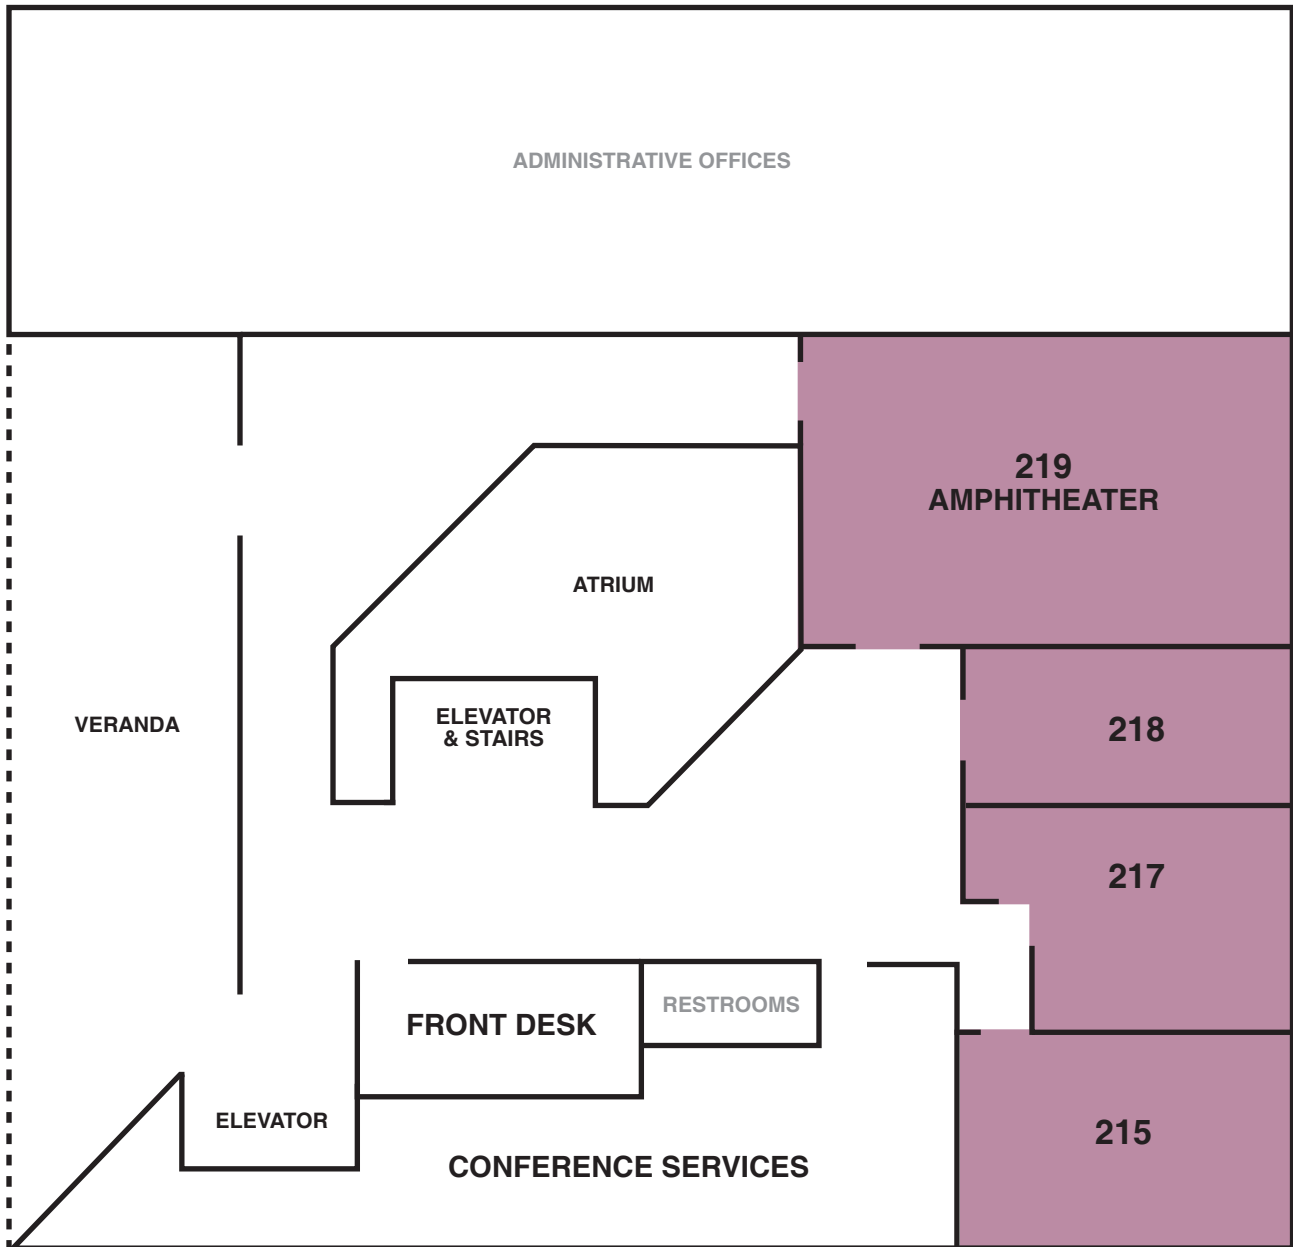 ADMINISTRATIVE OFFICES
219
AMPHITHEATER
ATRIUM
VERANDA
ELEVATOR
& STAIRS
218
217
FRONT DESK
RESTROOMS
ELEVATOR
215
CONFERENCE SERVICES